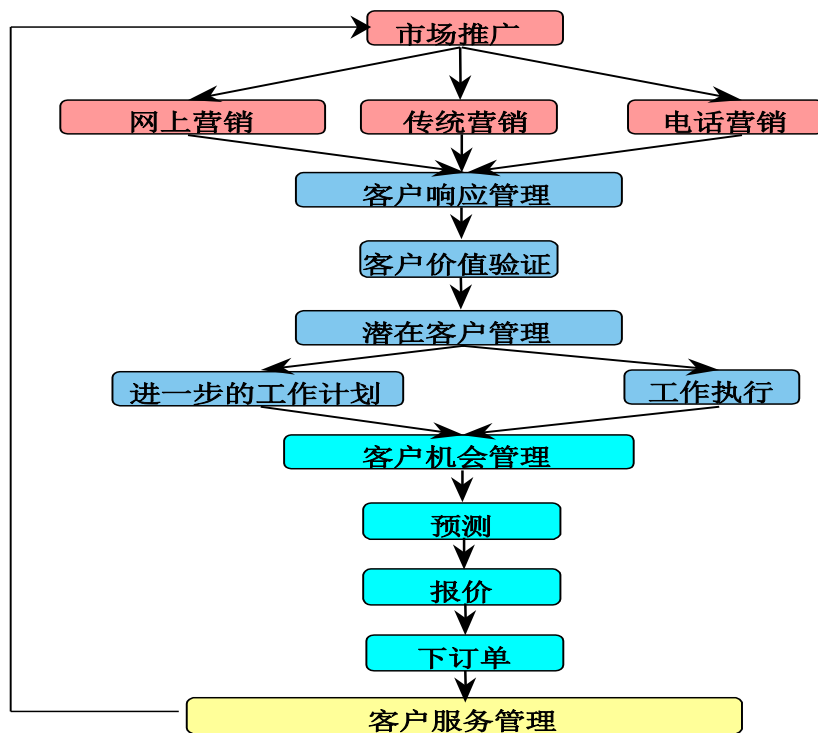 市场推广
网上营销
传统营销
电话营销
客户响应管理
客户价值验证
潜在客户管理
进一步的工作计划
工作执行
客户机会管理
预测
报价
下订单
客户服务管理